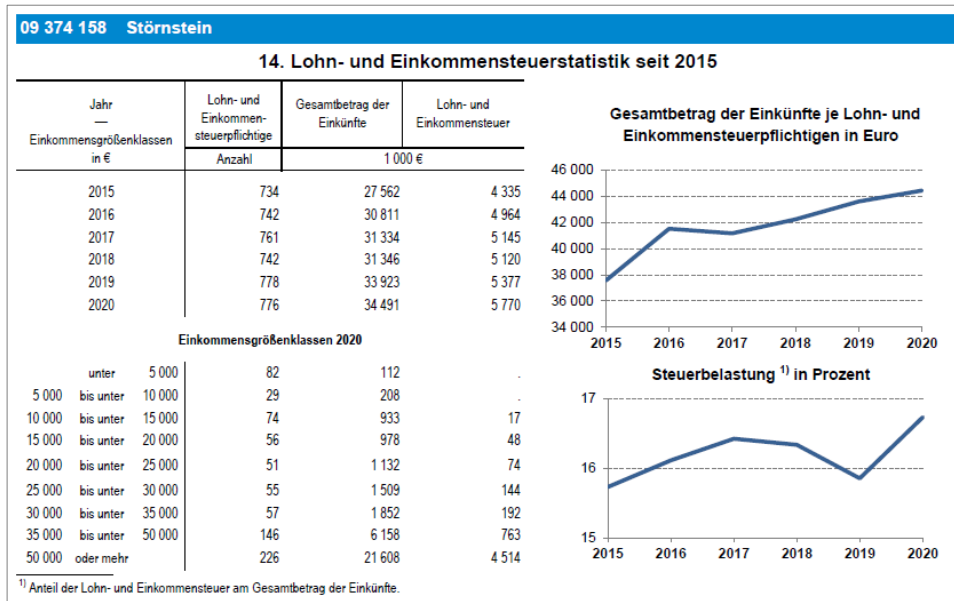 09 374 158 Störnstein
14. Lohn- und Einkommensteuerstatistik seit 2015
Jahr
—
Einkommensgrößenklassen
in €
Lohn- und
Einkommen-
steuerpflichtige
Gesamtbetrag der
Einkünfte
Lohn- und
Einkommensteuer
Anzahl
1 000 €
2015 734 27 562 4 335
2016 742 30 811 4 964
2017 761 31 334 5 145
2018 742 31 346 5 120
2019 778 33 923 5 377
2020 776 34 491 5 770
Einkommensgrößenklassen 2020
unter 5 000 82 112 .
5 000 bis unter 10 000 29 208 .
10 000 bis unter 15 000 74 933 17
15 000 bis unter 20 000 56 978 48
20 000 bis unter 25 000 51 1 132 74
25 000 bis unter 30 000 55 1 509 144
30 000 bis unter 35 000 57 1 852 192
35 000 bis unter 50 000 146 6 158 763
50 000 oder mehr 226 21 608 4 514
1) Anteil der Lohn- und Einkommensteuer am Gesamtbetrag der Einkünfte.
Gesamtbetrag der Einkünfte je Lohn- und
Einkommensteuerpflichtigen in Euro
46 000
44 000
42 000
40 000
38 000
36 000
34 000
2015 2016 2017 2018 2019 2020
Steuerbelastung 1) in Prozent
17
16
15
2015 2016 2017 2018 2019 2020